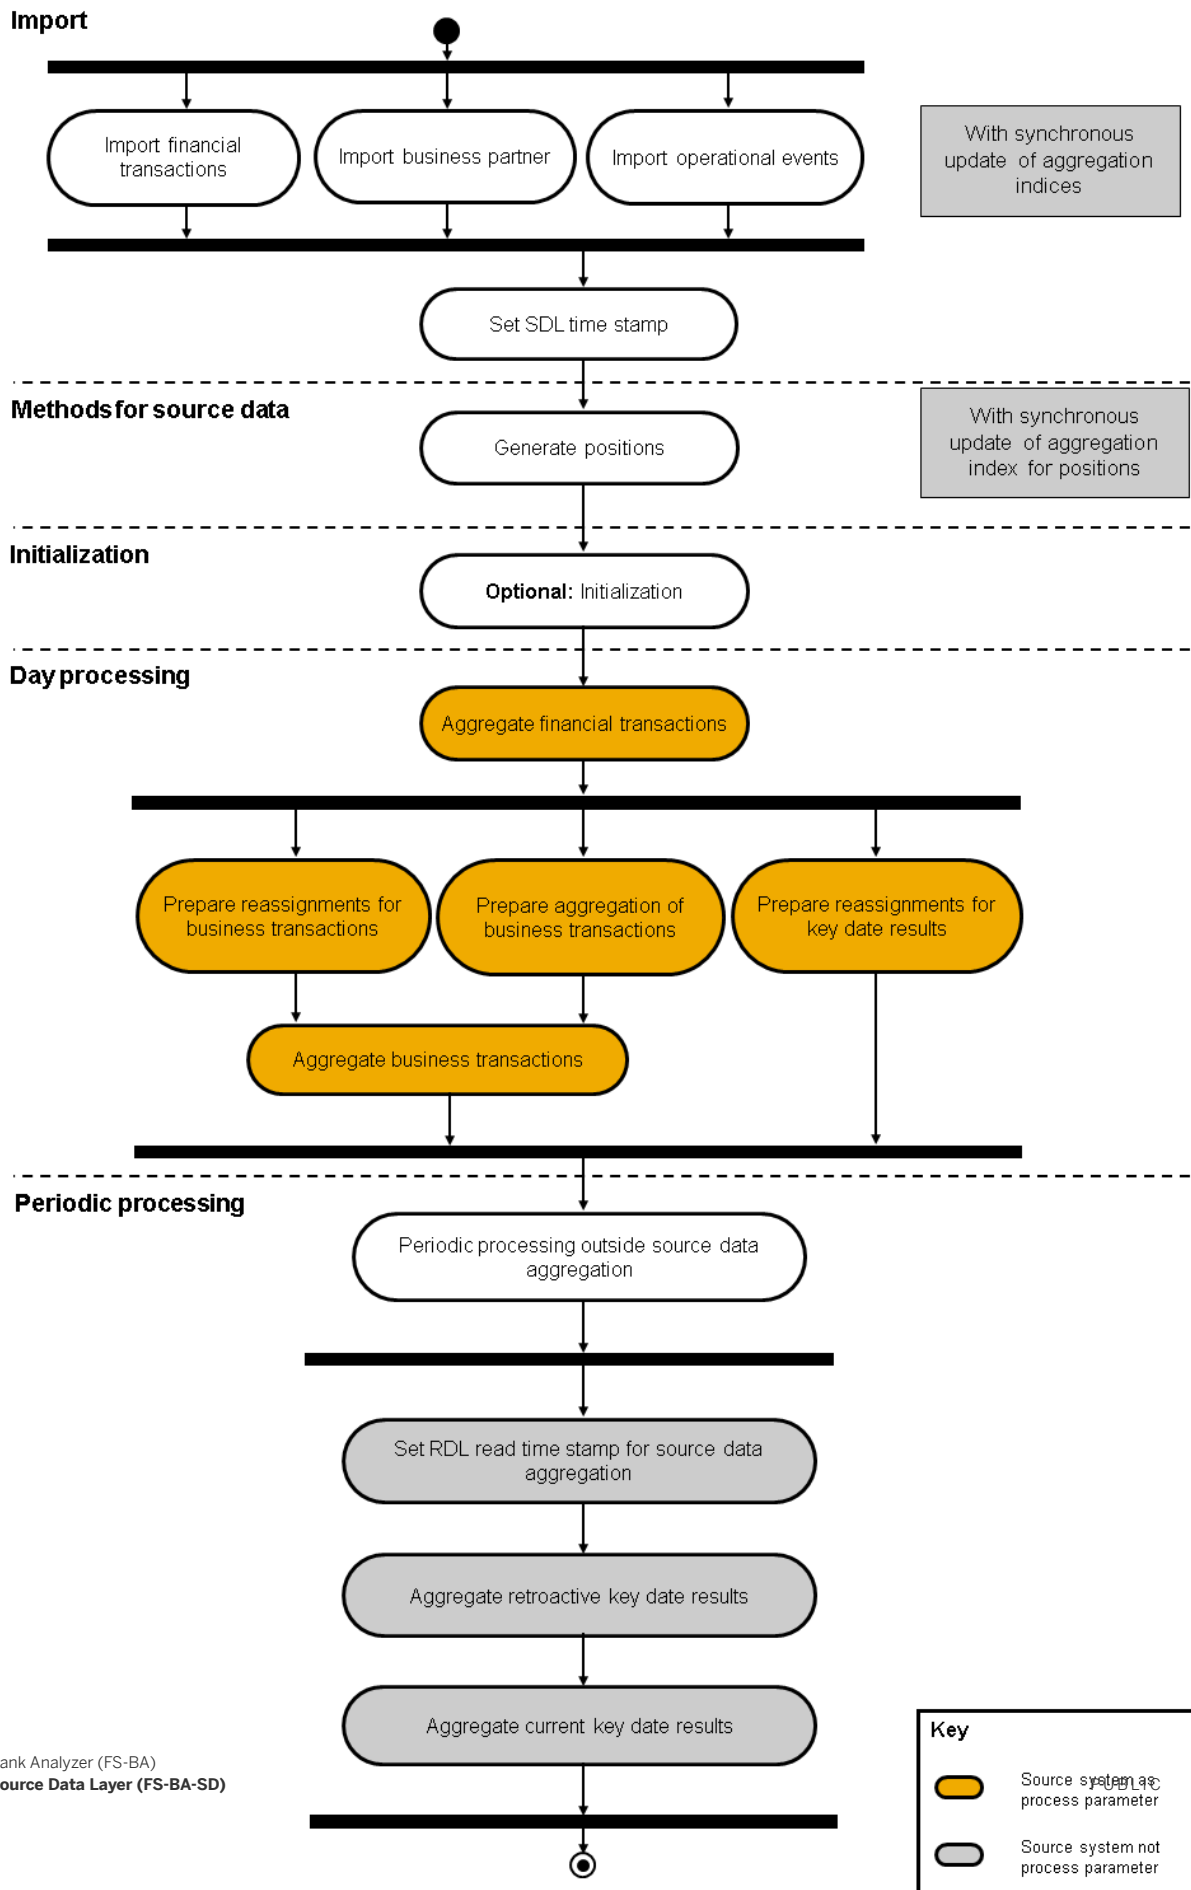 Import
Import financial
transactions
Import business partner
Import operational events
With synchronous
update of aggregation
indices
Set SDL time stamp
Methods for source data
Generate positions
With synchronous
update of aggregation
index for positions
Initialization
Optional: Initialization
Day processing
Aggregate financial transactions
Prepare reassignments for
business transactions
Prepare aggregation of
business transactions
Prepare reassignments for
key date results
Aggregate business transactions
Periodic processing
Periodic processing outside source data
aggregation
Set RDL read time stamp for source data
aggregation
Aggregate retroactive key date results
Aggregate current key date results
ank Analyzer (FS-BA)
ource Data Layer (FS-BA-SD)
Key
Source system as
process parameter
PUBLIC
Source system not
process parameter